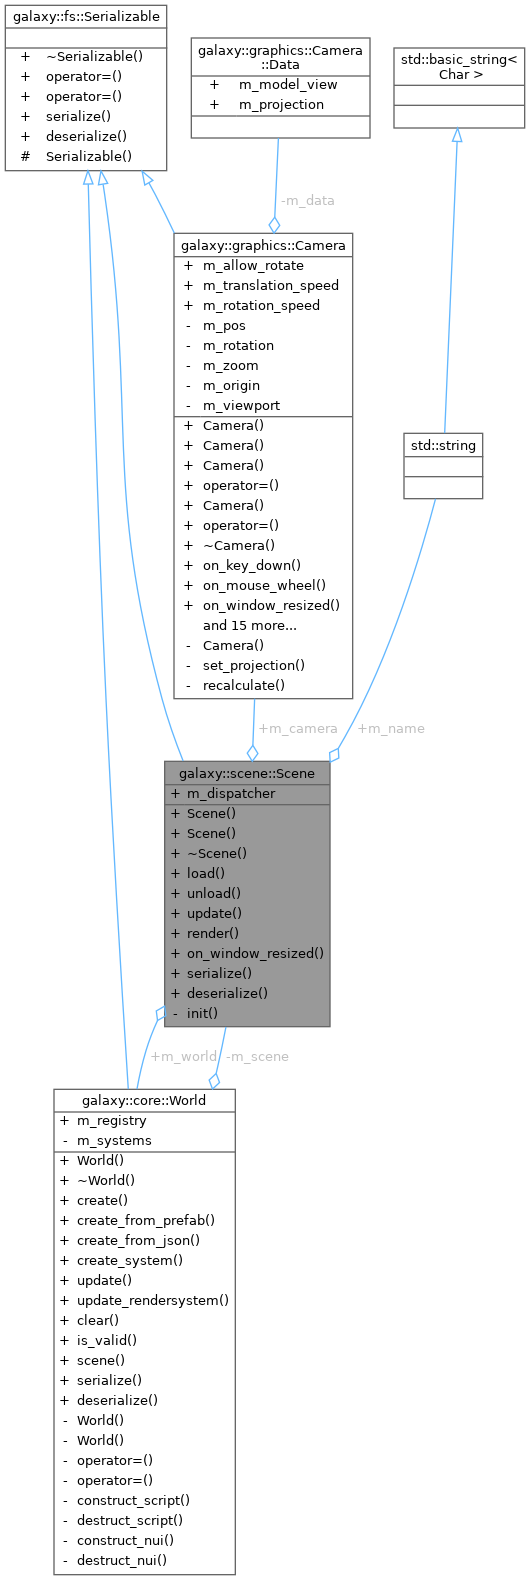 galaxy::fs::Serializable
+ ~Serializable()
+ operator=()
+ operator=()
+ serialize()
+ deserialize()
# Serializable()
galaxy::graphics::Camera
::Data
+ m_model_view
+ m_projection
std::basic_string<
Char >
-m_data
galaxy::graphics::Camera
+ m_allow_rotate
+ m_translation_speed
+ m_rotation_speed
- m_pos
- m_rotation
- m_zoom
- m_origin
- m_viewport
+ Camera()
+ Camera()
+ Camera()
+ operator=()
+ Camera()
+ operator=()
+ ~Camera()
+ on_key_down()
+ on_mouse_wheel()
+ on_window_resized()
and 15 more...
- Camera()
- set_projection()
- recalculate()
std::string
+m_camera
+m_name
galaxy::scene::Scene
+ m_dispatcher
+ Scene()
+ Scene()
+ ~Scene()
+ load()
+ unload()
+ update()
+ render()
+ on_window_resized()
+ serialize()
+ deserialize()
- init()
+m_world
-m_scene
galaxy::core::World
+ m_registry
- m_systems
+ World()
+ ~World()
+ create()
+ create_from_prefab()
+ create_from_json()
+ create_system()
+ update()
+ update_rendersystem()
+ clear()
+ is_valid()
+ scene()
+ serialize()
+ deserialize()
- World()
- World()
- operator=()
- operator=()
- construct_script()
- destruct_script()
- construct_nui()
- destruct_nui()